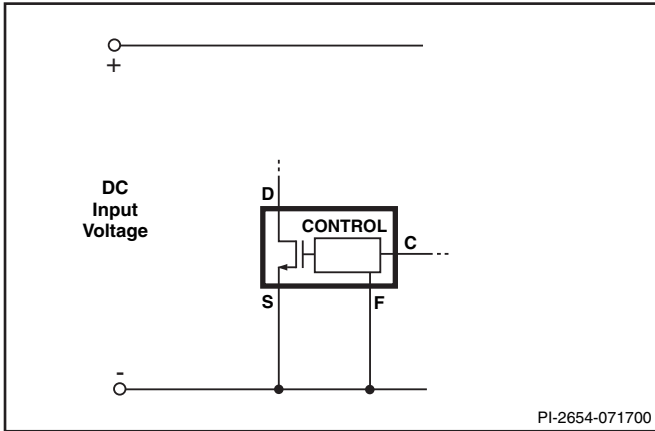 +
DC
Input
Voltage
D
CONTROL
C
S
F
-
PI-2654-071700